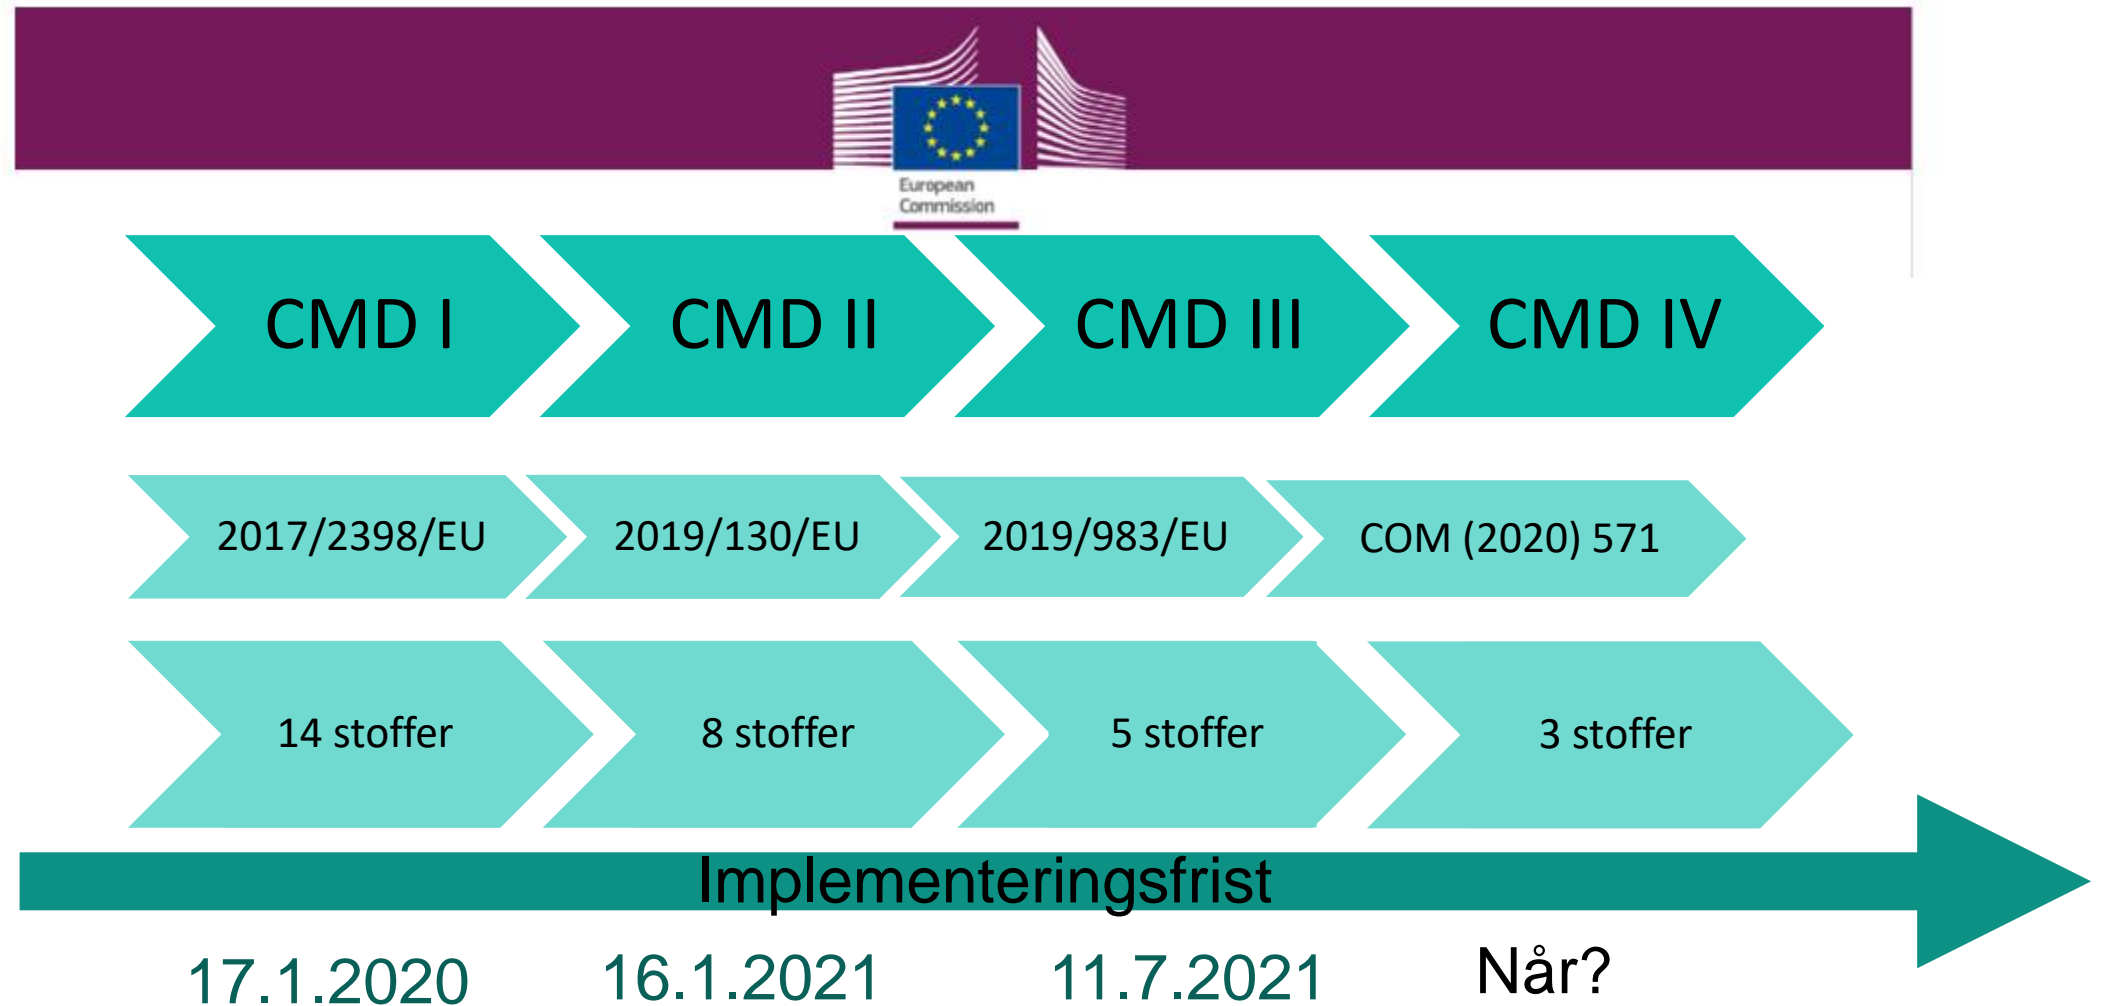 European
Commission
CMD I
CMD II
CMD III
CMD IV
2017/2398/EU
2019/130/EU
2019/983/EU
COM (2020) 571
14 stoffer
8 stoffer
5 stoffer
3 stoffer
Implementeringsfrist
17.1.2020
16.1.2021
11.7.2021
Når?